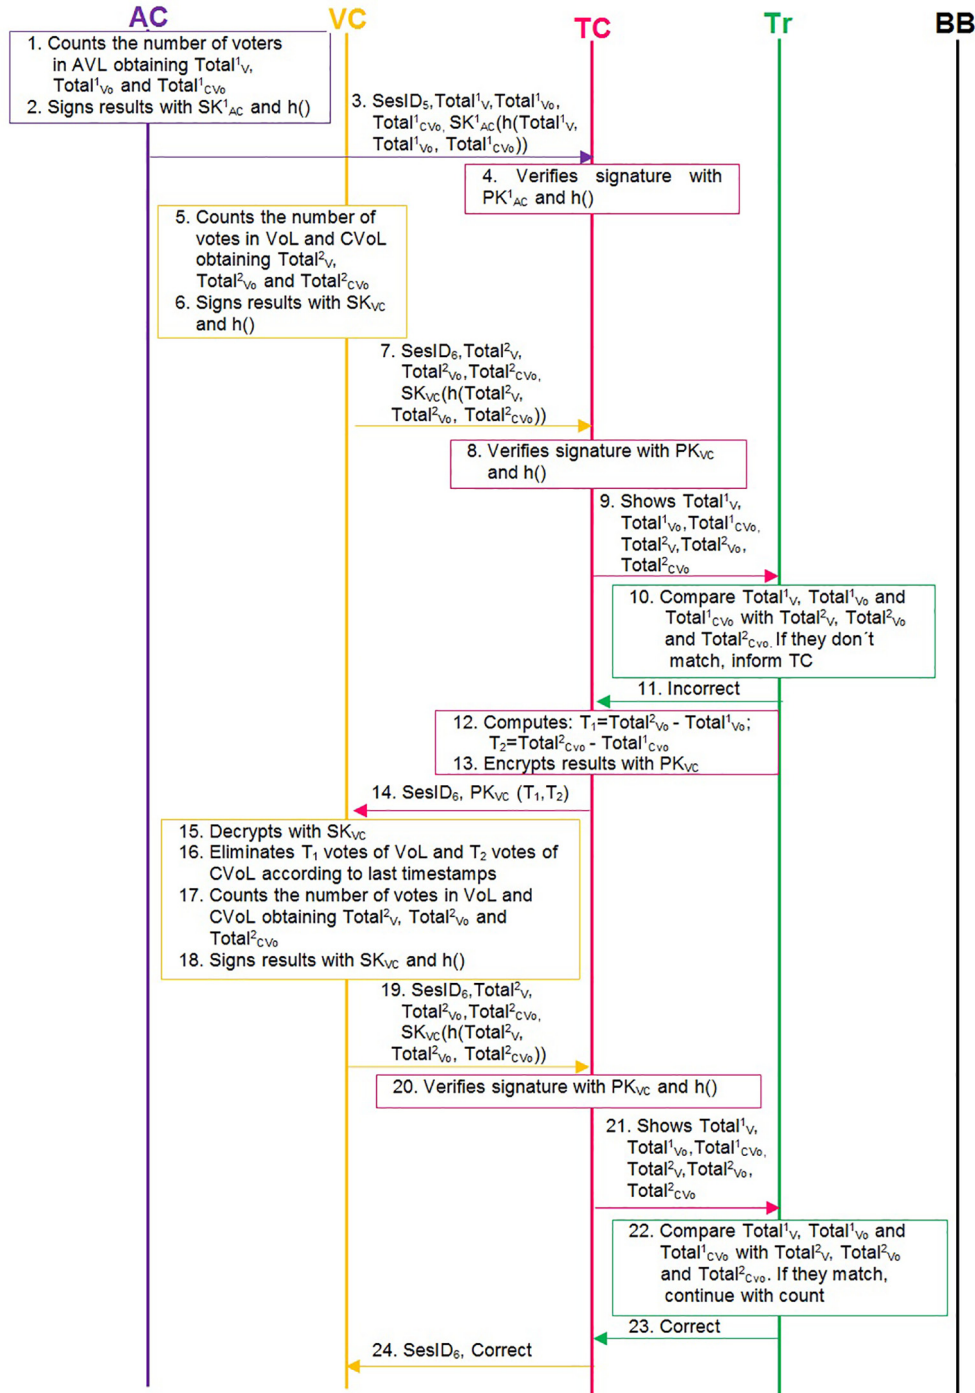 AC
VC
TC
Tr
BB
1. Counts the number of voters
in AVL obtaining Total¹V,
Total¹Vo and Total¹CVo
2. Signs results with SK¹AC and h()
3. SesID₅,Total¹V,Total¹Vo,
Total¹CVo, SK¹AC(h(Total¹V,
Total¹Vo, Total¹CVo))
4. Verifies signature with
PK¹AC and h()
5. Counts the number of
votes in VoL and CVoL
obtaining Total²V,
Total²Vo and Total²CVo
6. Signs results with SKVC
and h()
7. SesID₆,Total²V,
Total²Vo,Total²CVo,
SKVC(h(Total²V,
Total²Vo, Total²CVo))
8. Verifies signature with PKVC
and h()
9. Shows Total¹V,
Total¹Vo,Total¹CVo,
Total²V,Total²Vo,
Total²CVo
10. Compare Total¹V, Total¹Vo and
Total¹CVo with Total²V, Total²Vo
and Total²Cvo. If they don´t
match, inform TC
11. Incorrect
12. Computes: T₁=Total²Vo - Total¹Vo;
T₂=Total²Cvo - Total¹Cvo
13. Encrypts results with PKVC
14. SesID₆, PKVC (T₁,T₂)
15. Decrypts with SKVC
16. Eliminates T₁ votes of VoL and T₂ votes of
CVoL according to last timestamps
17. Counts the number of votes in VoL and
CVoL obtaining Total²V, Total²Vo and
Total²CVo
18. Signs results with SKVC and h()
19. SesID₆,Total²V,
Total²Vo,Total²CVo,
SKVC(h(Total²V,
Total²Vo, Total²CVo))
20. Verifies signature with PKVC and h()
21. Shows Total¹V,
Total¹Vo,Total¹CVo,
Total²V,Total²Vo,
Total²CVo
22. Compare Total¹V, Total¹Vo and
Total¹CVo with Total²V, Total²Vo
and Total²Cvo. If they match,
continue with count
23. Correct
24. SesID₆, Correct